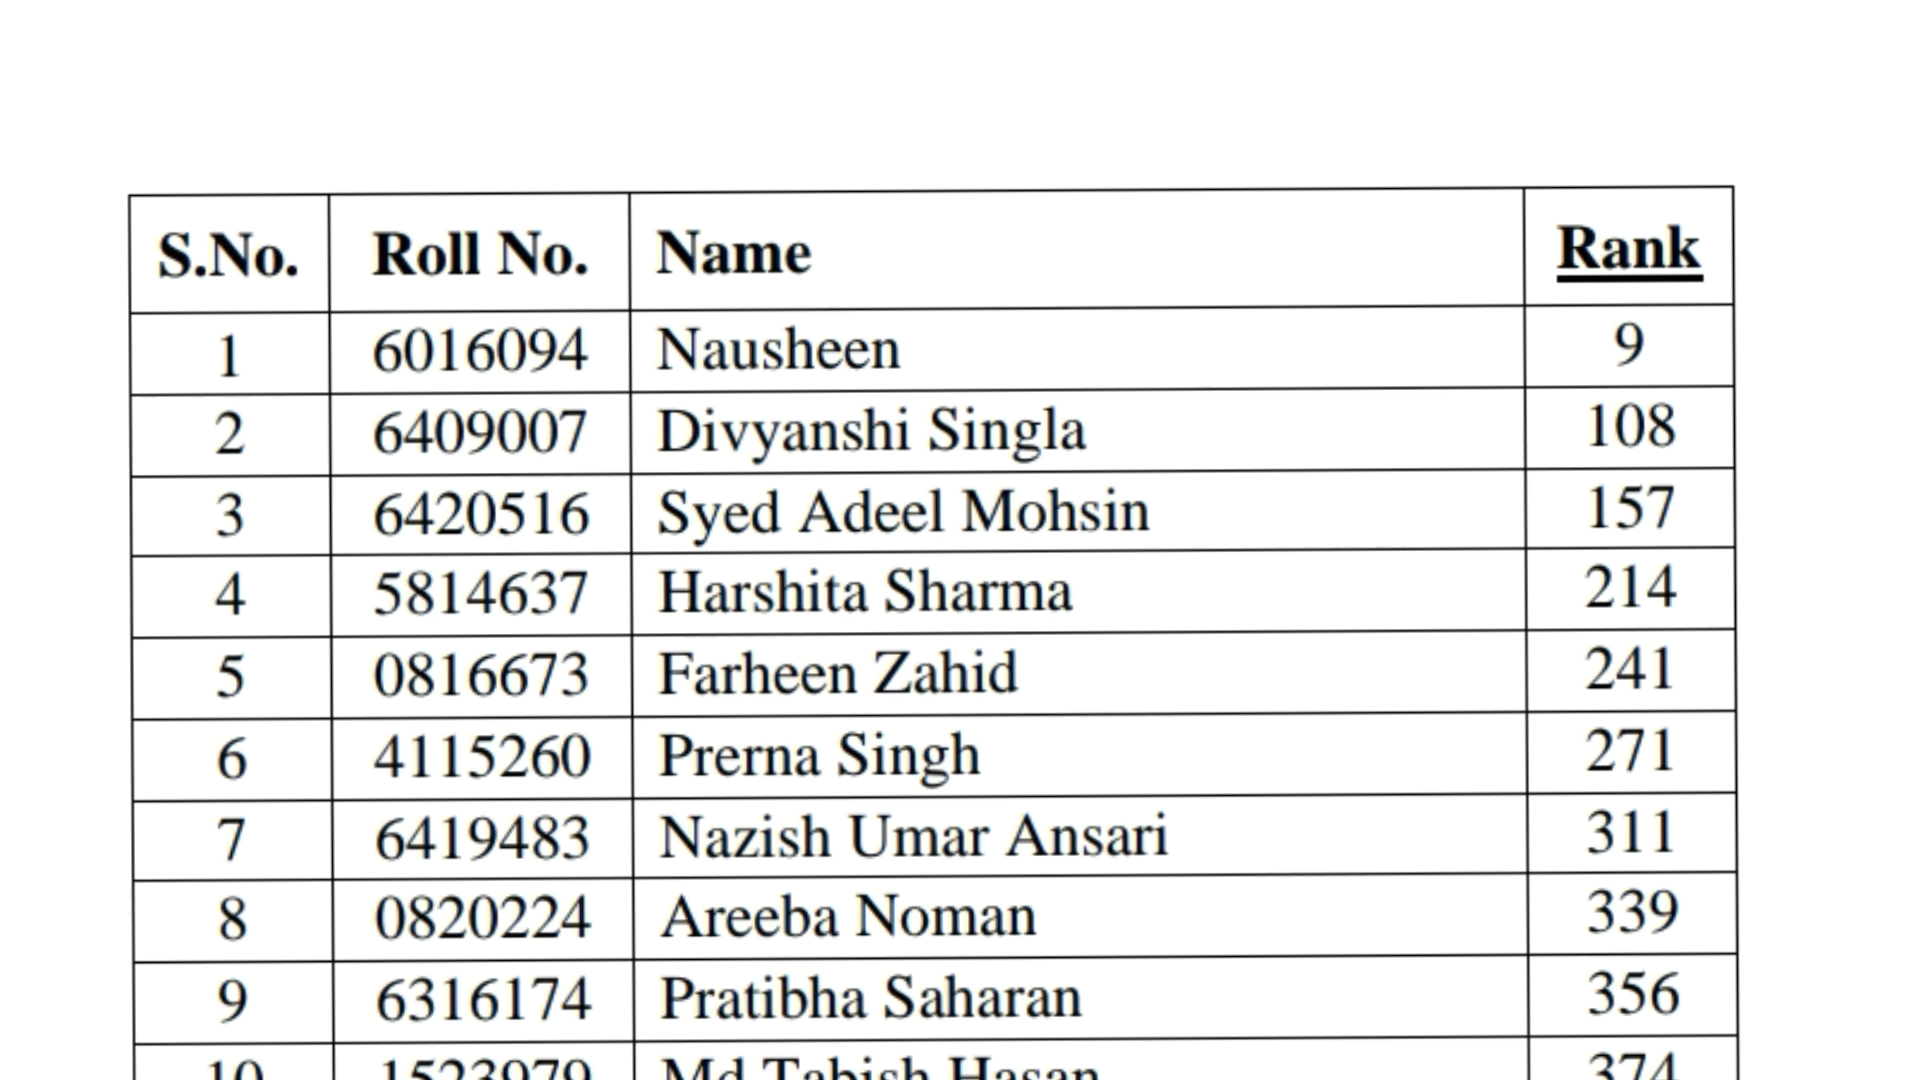 S.No. Roll No. Name Rank
1 6016094 Nausheen 9
2 6409007 Divyanshi Singla 108
3 6420516 Syed Adeel Mohsin 157
4 5814637 Harshita Sharma 214
5 0816673 Farheen Zahid 241
6 4115260 Prerna Singh 271
7 6419483 Nazish Umar Ansari 311
8 0820224 Areeba Noman 339
9 6316174 Pratibha Saharan 356
10 1523979 Md Tabish Hasan 374